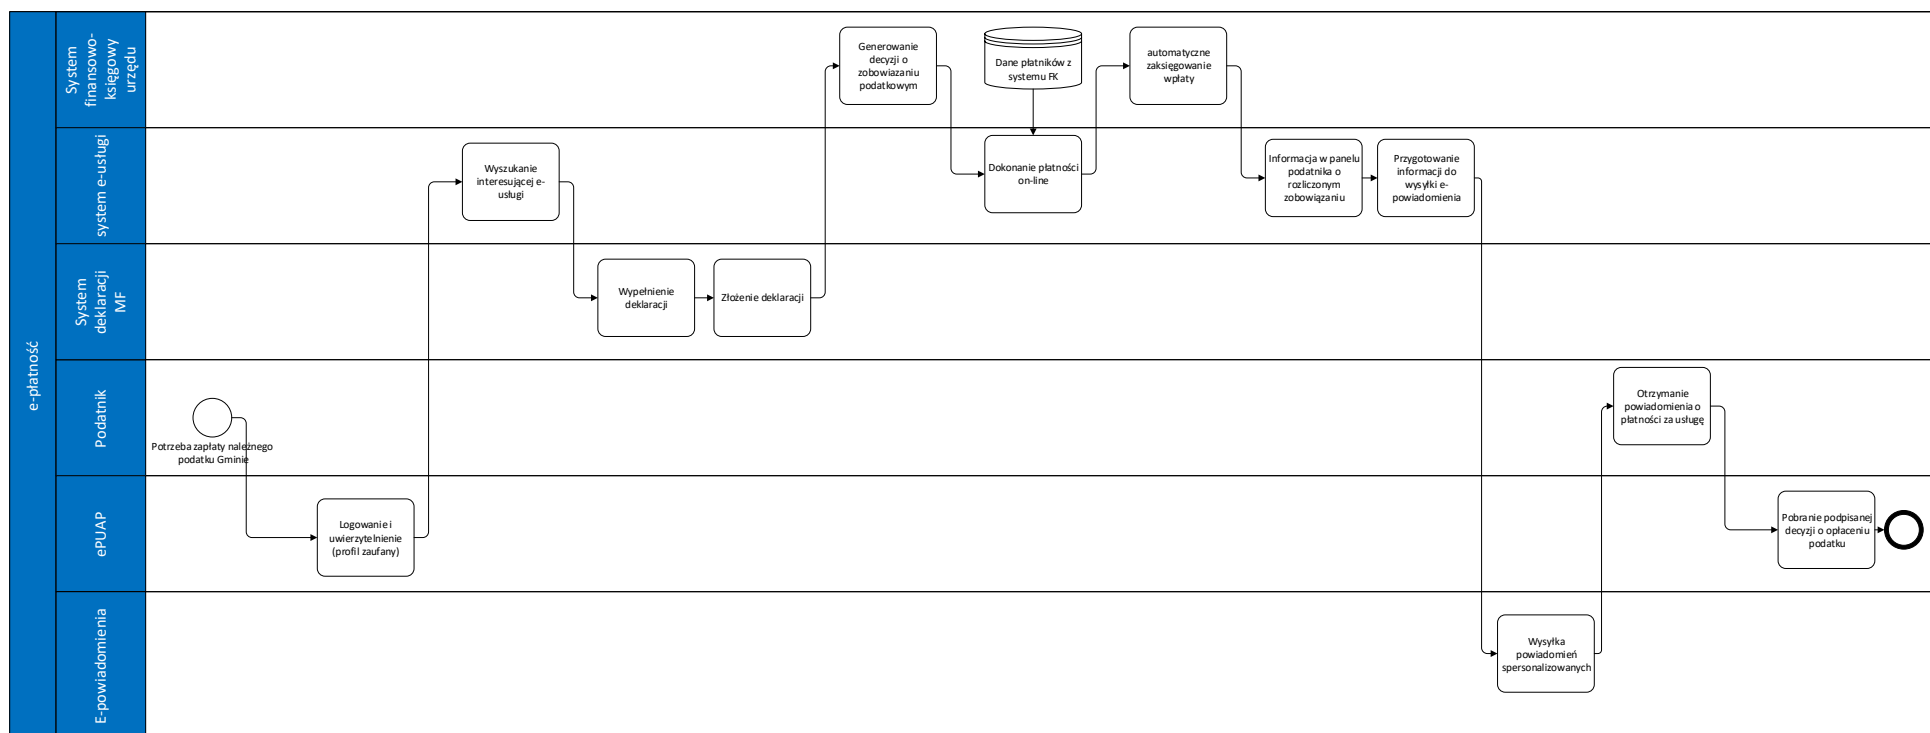 e-płatność
System
finansowo-
księgowy
urzędu
Generowanie
decyzji o
zobowiazaniu
podatkowym
Dane płatników z
systemu FK
automatyczne
zaksięgowanie
wpłaty
system e-usługi
Wyszukanie
interesującej e-
usługi
Dokonanie płatności
on-line
Informacja w panelu
podatnika o
rozliczonym
zobowiązaniu
Przygotowanie
informacji do
wysyłki e-
powiadomienia
System
deklaracji
MF
Wypełnienie
deklaracji
Złożenie deklaracji
Podatnik
Potrzeba zapłaty należnego
podatku Gminie
Otrzymanie
powiadomienia o
płatności za usługę
ePUAP
Logowanie i
uwierzytelnienie
(profil zaufany)
Pobranie podpisanej
decyzji o opłaceniu
podatku
E-powiadomienia
Wysyłka
powiadomień
spersonalizowanych